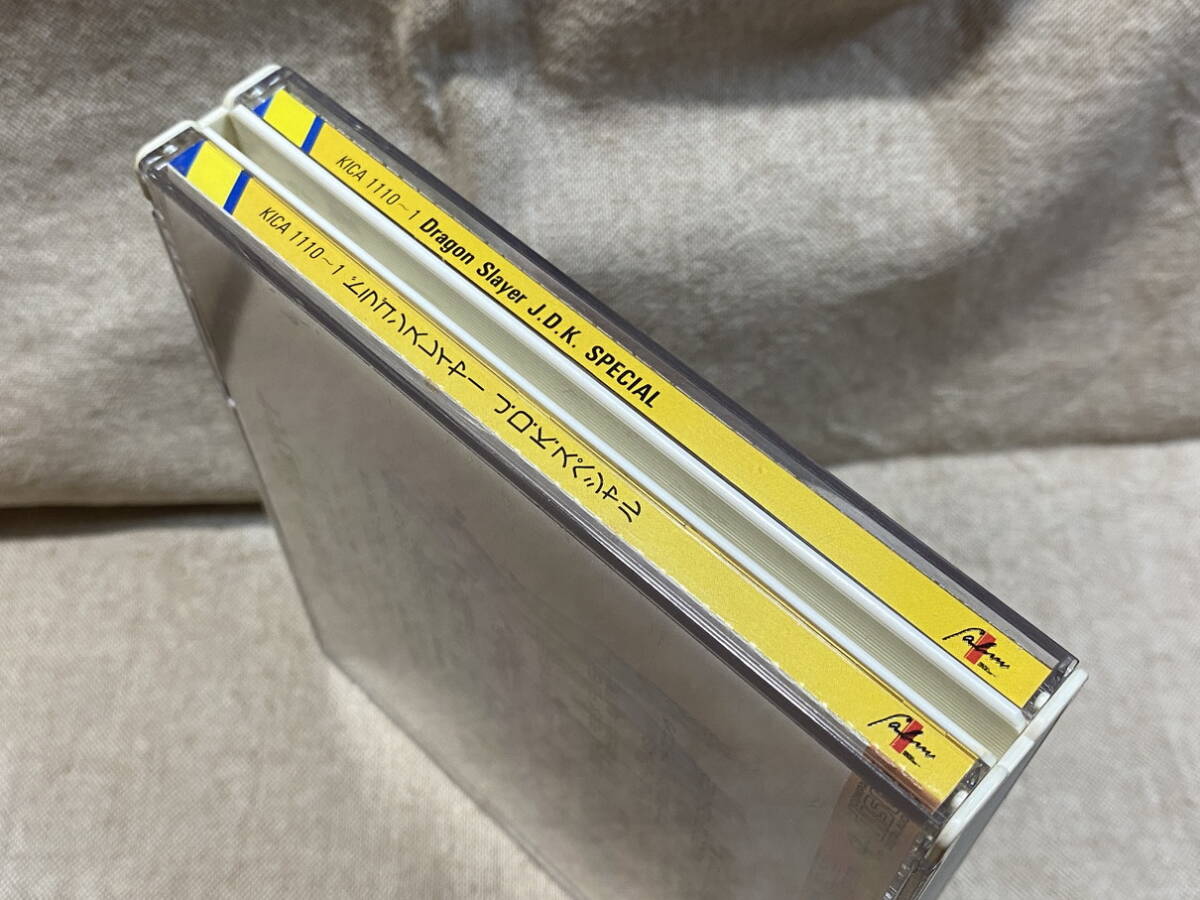 KICA 1110~1 Dragon Slayer J.D.K. SPECIAL
KICA 1110~1 ドラゴンスレイヤー J.D.K.スペシャル